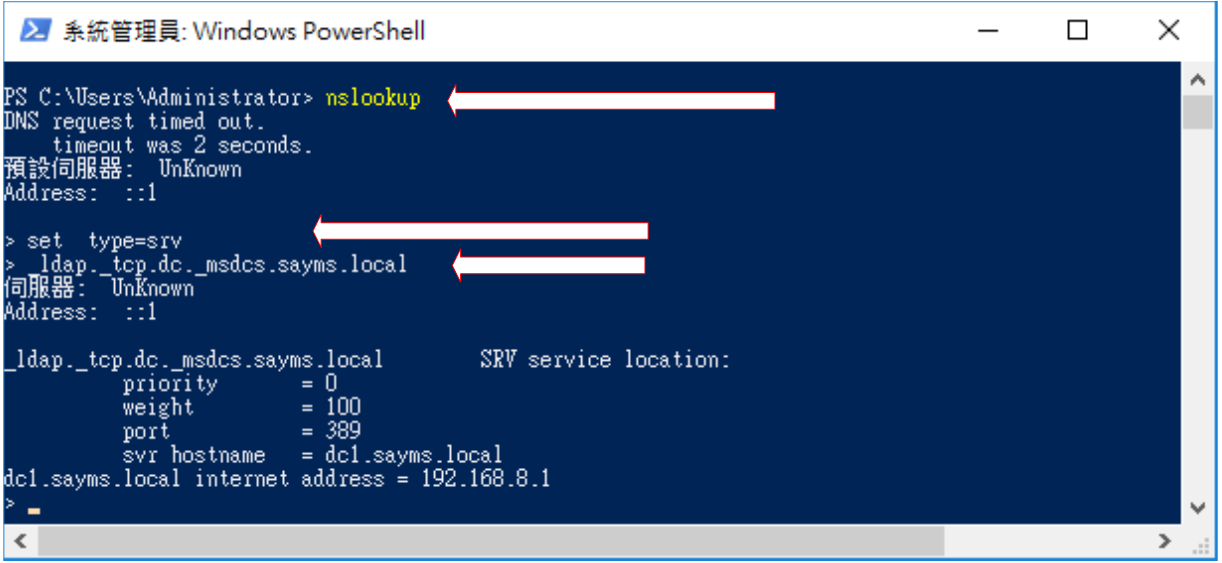 系統管理員: Windows PowerShell
PS C:\Users\Administrator> nslookup
DNS request timed out.
    timeout was 2 seconds.
預設伺服器:  UnKnown
Address:  ::1
> set  type=srv
> _ldap._tcp.dc._msdcs.sayms.local
伺服器:  UnKnown
Address:  ::1
_ldap._tcp.dc._msdcs.sayms.local       SRV service location:
          priority       = 0
          weight         = 100
          port           = 389
          svr hostname   = dc1.sayms.local
dc1.sayms.local internet address = 192.168.8.1
>